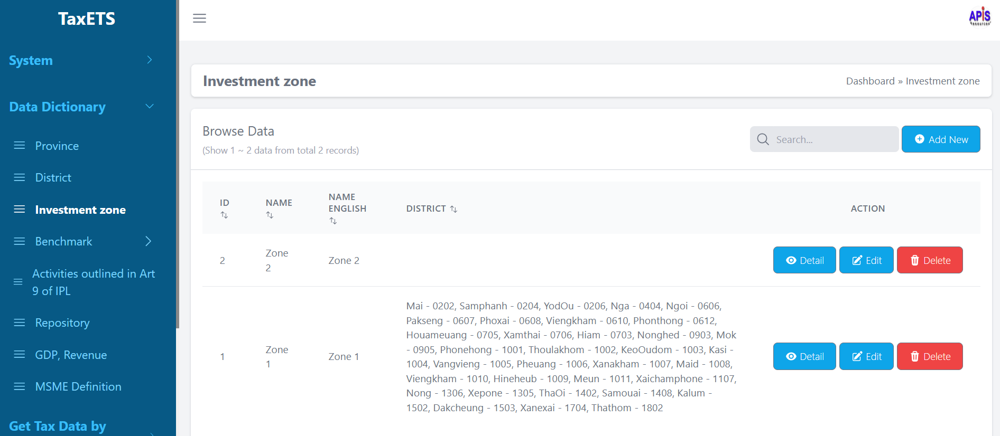 TaxETS
System
Data Dictionary
Province
District
Investment zone
Benchmark
Activities outlined in Art
9 of IPL
Repository
GDP, Revenue
MSME Definition
Get Tax Data by
APIS
Resources
Investment zone
Dashboard » Investment zone
Browse Data
(Show 1 ~ 2 data from total 2 records)
Search...
Add New
ID
NAME
NAME
ENGLISH
DISTRICT
ACTION
2
Zone
2
Zone 2
Detail
Edit
Delete
1
Zone
1
Zone 1
Mai - 0202, Samphanh - 0204, YodOu - 0206, Nga - 0404, Ngoi - 0606,
Pakseng - 0607, Phoxai - 0608, Viengkham - 0610, Phonthong - 0612,
Houameuang - 0705, Xamthai - 0706, Hiam - 0703, Nonghed - 0903, Mok
- 0905, Phonehong - 1001, Thoulakhom - 1002, KeoOudom - 1003, Kasi -
1004, Vangvieng - 1005, Pheuang - 1006, Xanakham - 1007, Maid - 1008,
Viengkham - 1010, Hineheub - 1009, Meun - 1011, Xaichamphone - 1107,
Nong - 1306, Xepone - 1305, ThaOi - 1402, Samouai - 1408, Kalum -
1502, Dakcheung - 1503, Xanexai - 1704, Thathom - 1802
Detail
Edit
Delete